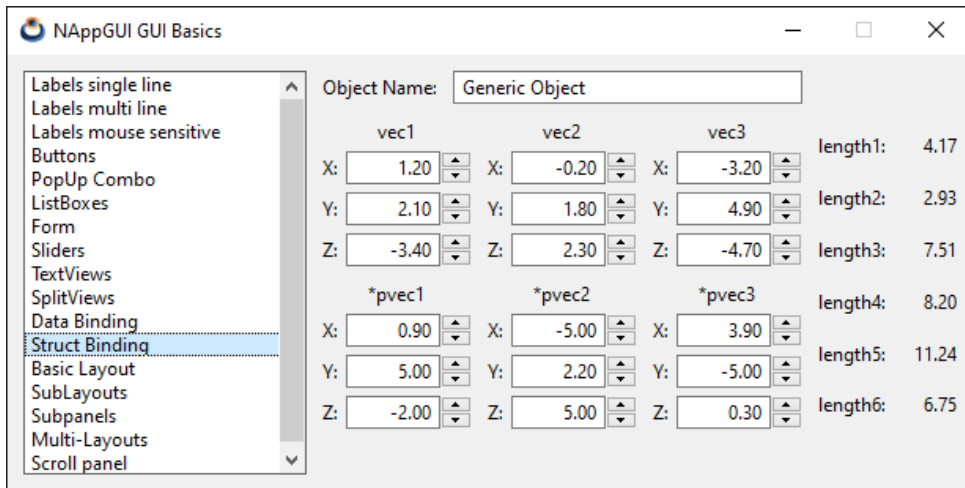 NAppGUI GUI Basics
Labels single line
Labels multi line
Labels mouse sensitive
Buttons
PopUp Combo
ListBoxes
Form
Sliders
TextViews
SplitViews
Data Binding
Struct Binding
Basic Layout
SubLayouts
Subpanels
Multi-Layouts
Scroll panel
Object Name: Generic Object
vec1 vec2 vec3
X: 1.20 X: -0.20 X: -3.20
Y: 2.10 Y: 1.80 Y: 4.90
Z: -3.40 Z: 2.30 Z: -4.70
*pvec1 *pvec2 *pvec3
X: 0.90 X: -5.00 X: 3.90
Y: 5.00 Y: 2.20 Y: -5.00
Z: -2.00 Z: 5.00 Z: 0.30
length1: 4.17
length2: 2.93
length3: 7.51
length4: 8.20
length5: 11.24
length6: 6.75